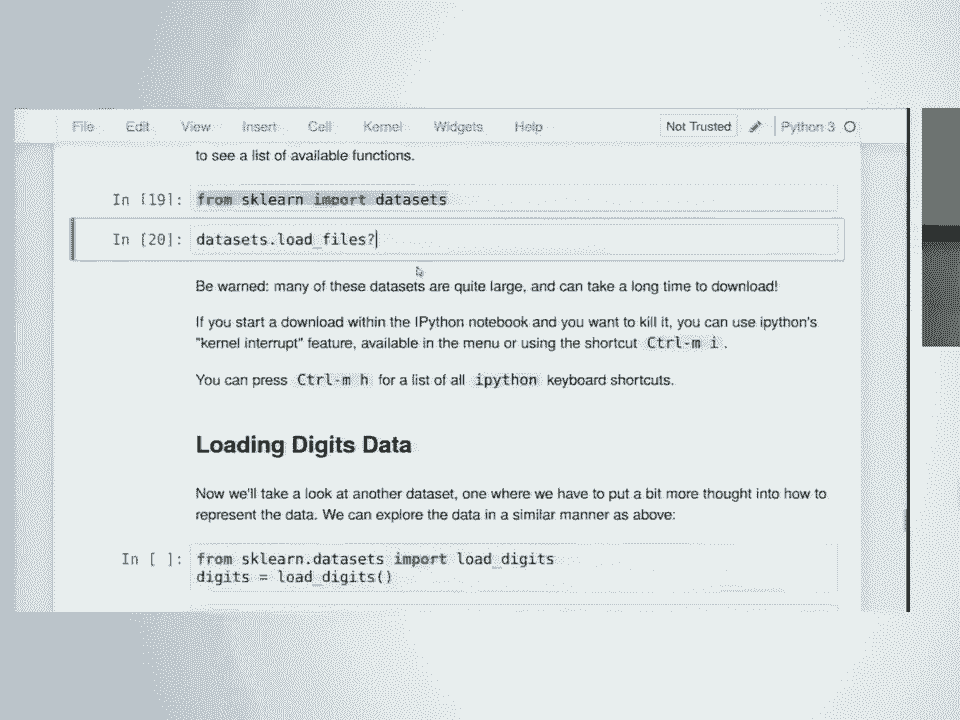 File Edit View Insert Cell Kernel Widgets Help Not Trusted Python 3
to see a list of available functions.
In [19]: from sklearn import datasets
In [20]: datasets.load_files?
Be warned: many of these datasets are quite large, and can take a long time to download!
If you start a download within the IPython notebook and you want to kill it, you can use ipython's
"kernel interrupt" feature, available in the menu or using the shortcut Ctrl-m i .
You can press Ctrl-m h for a list of all ipython keyboard shortcuts.
Loading Digits Data
Now we'll take a look at another dataset, one where we have to put a bit more thought into how to
represent the data. We can explore the data in a similar manner as above:
In [ ]: from sklearn.datasets import load_digits
digits = load_digits()